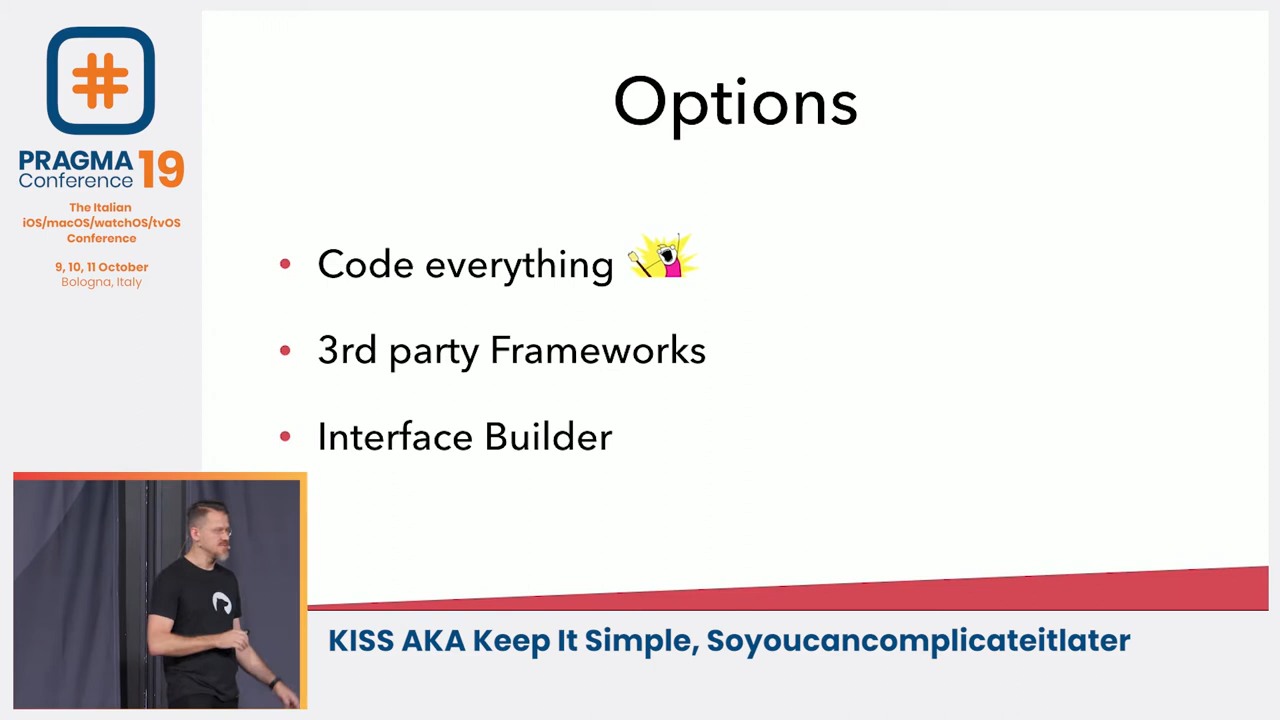 PRAGMA
Conference 19
The Italian
iOS/macOS/watchOS/tvOS
Conference
9, 10, 11 October
Bologna, Italy
Options
• Code everything
• 3rd party Frameworks
• Interface Builder
KISS AKA Keep It Simple, Soyoucancomplicateitlater